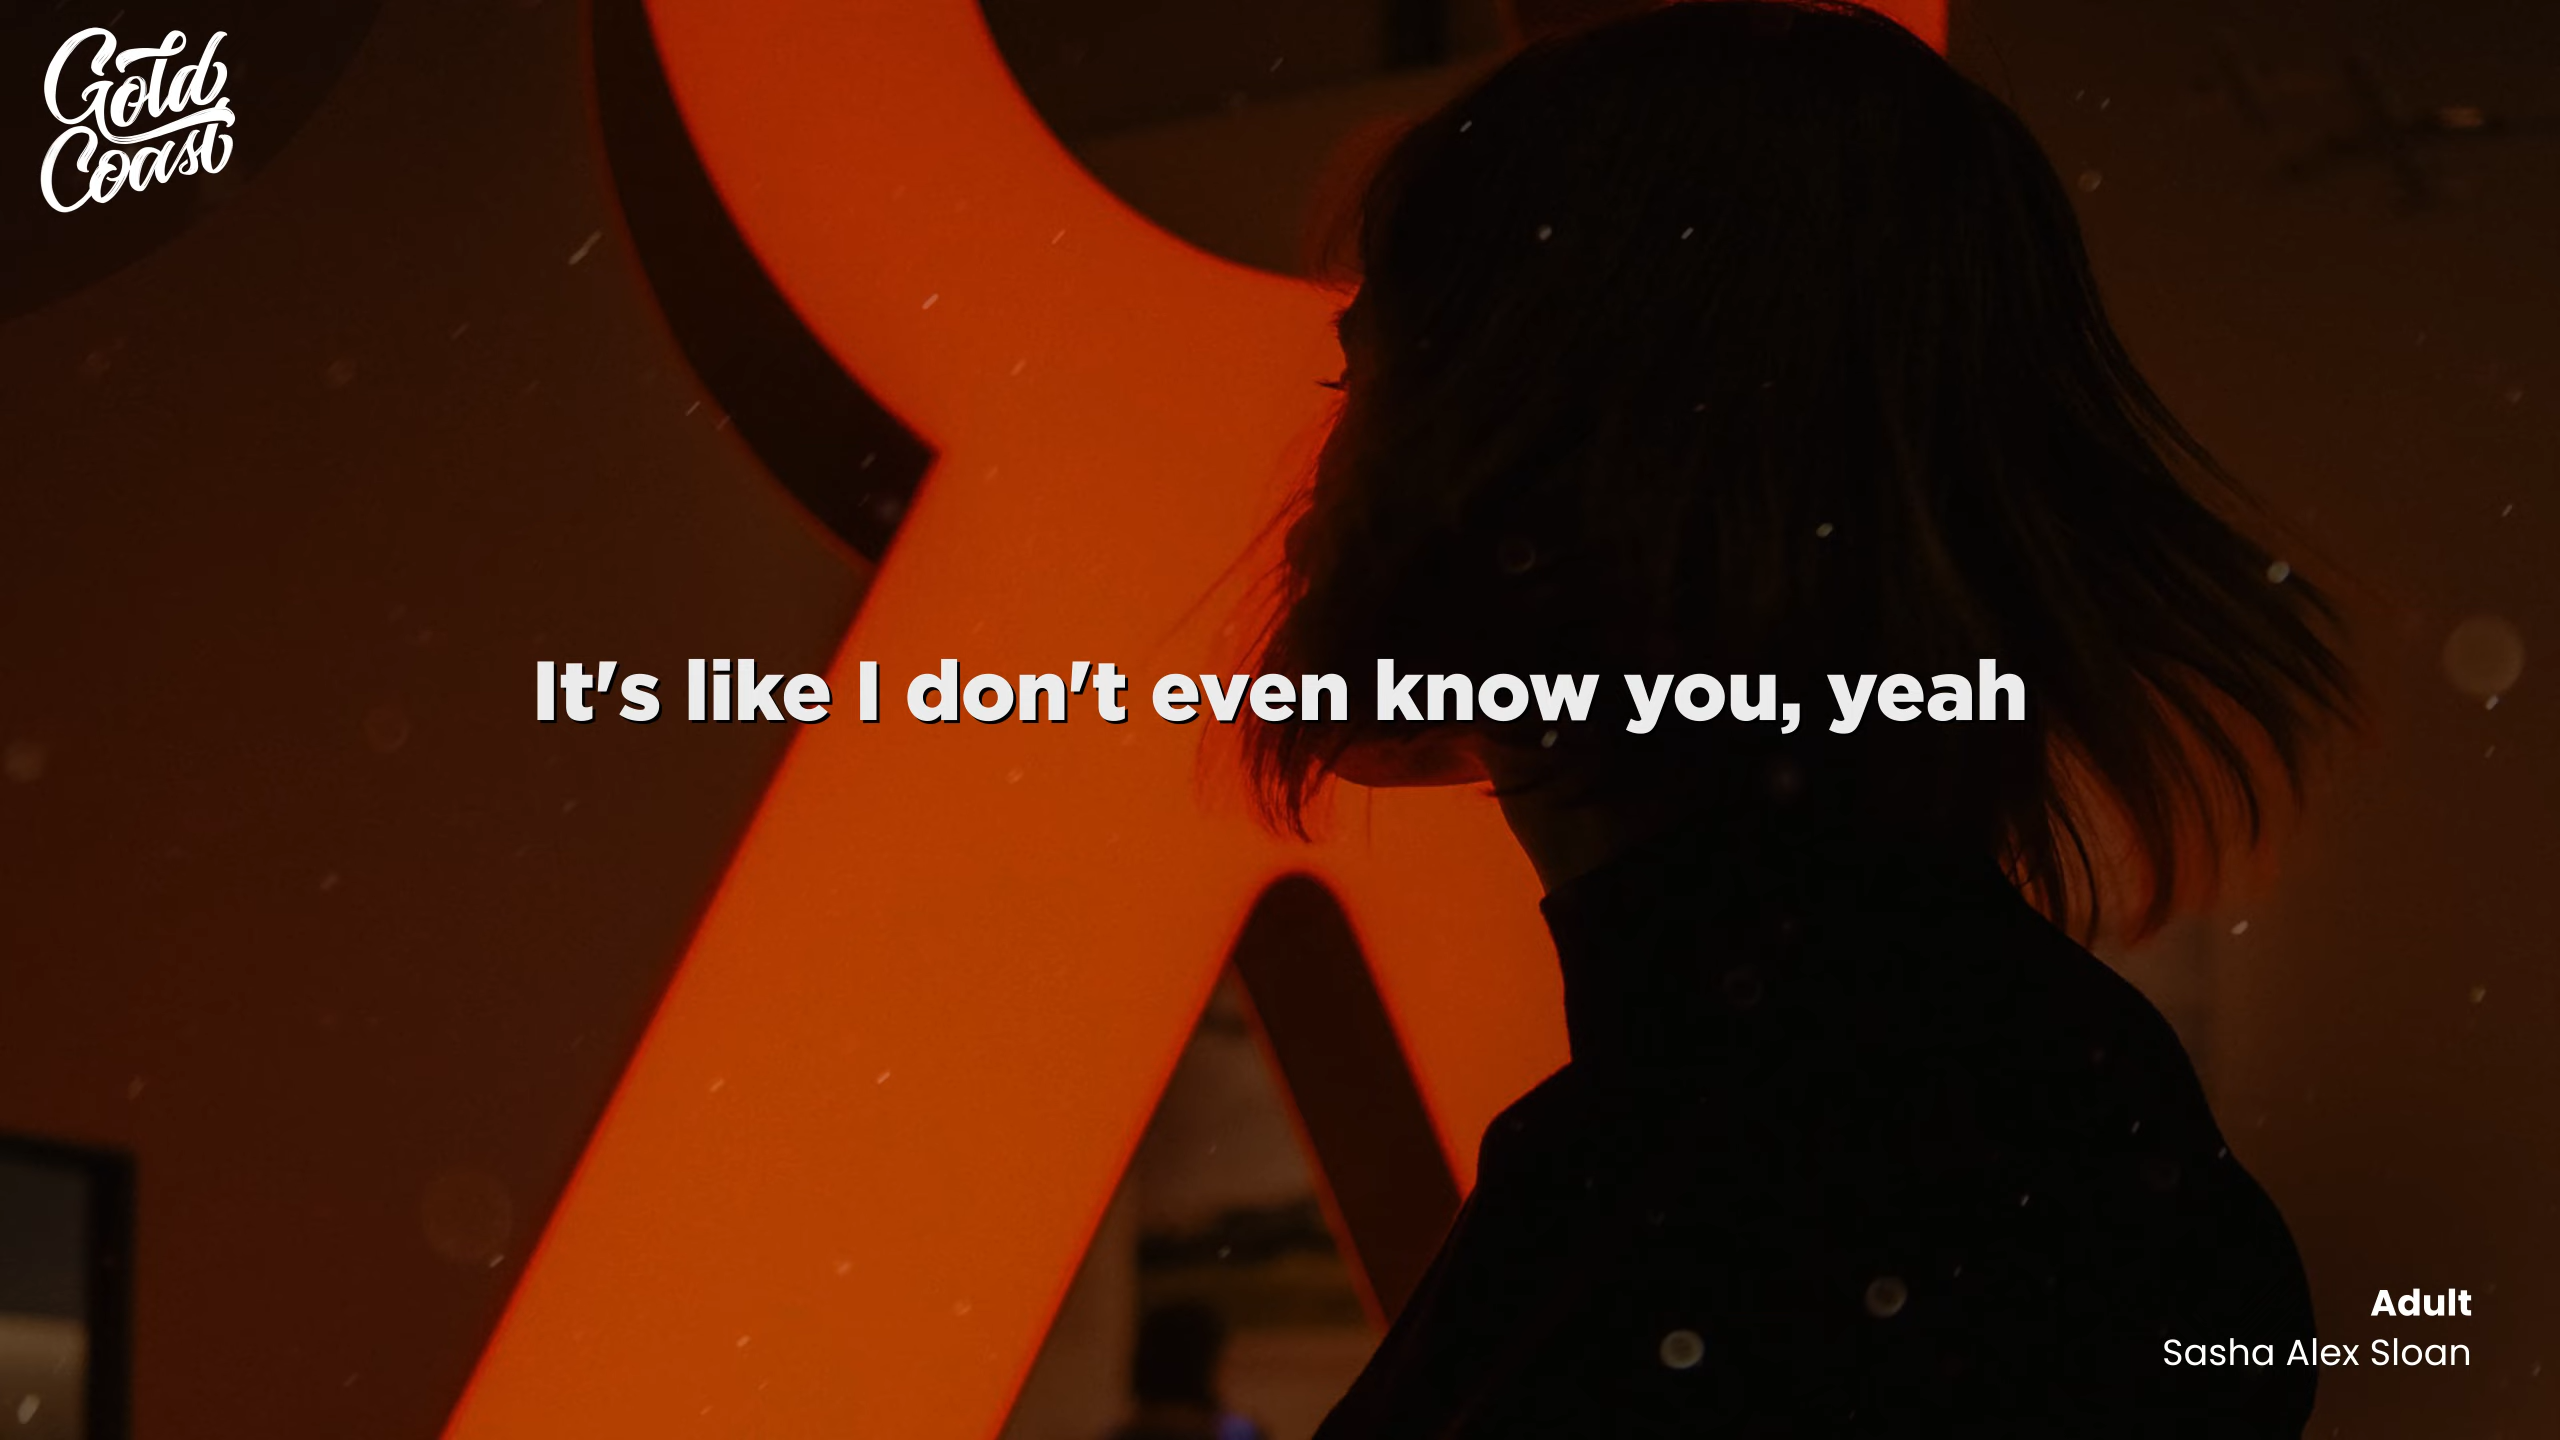 Gold
Coast
It's like I don't even know you, yeah
Adult
Sasha Alex Sloan